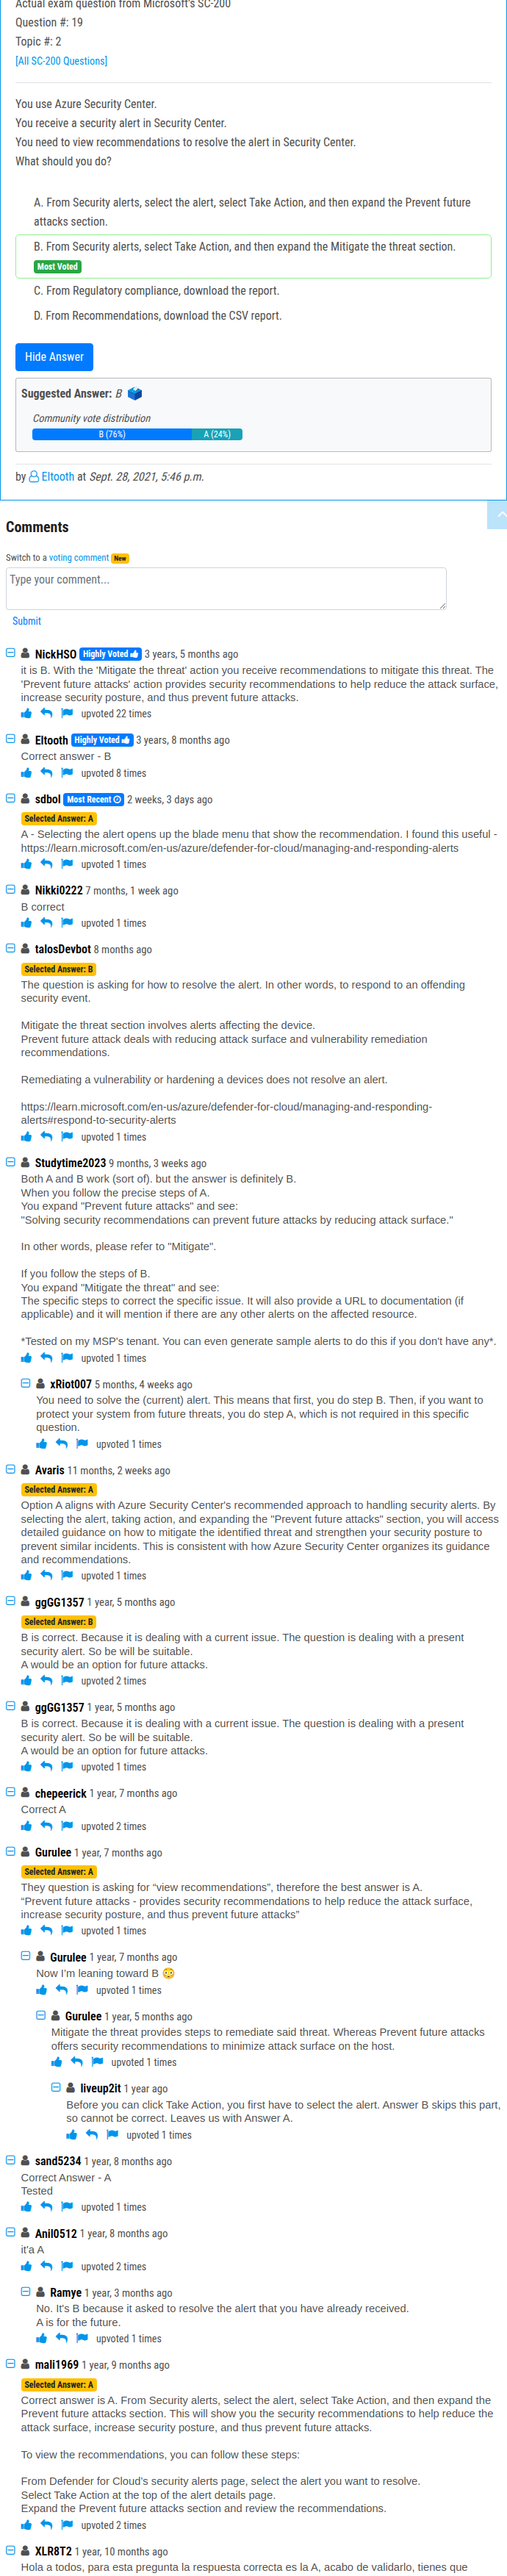 Actual exam question from Microsoft's SC-200
Question #: 19
Topic #: 2
[All SC-200 Questions]
You use Azure Security Center.
You receive a security alert in Security Center.
You need to view recommendations to resolve the alert in Security Center.
What should you do?
A. From Security alerts, select the alert, select Take Action, and then expand the Prevent future
attacks section.
B. From Security alerts, select Take Action, and then expand the Mitigate the threat section.
Most Voted
C. From Regulatory compliance, download the report.
D. From Recommendations, download the CSV report.
Hide Answer
Suggested Answer: B
Community vote distribution
B (76%) A (24%)
by Eltooth at Sept. 28, 2021, 5:46 p.m.
Comments
Switch to a voting comment New
Type your comment...
Submit
NickHSO Highly Voted 3 years, 5 months ago
it is B. With the 'Mitigate the threat' action you receive recommendations to mitigate this threat. The
'Prevent future attacks' action provides security recommendations to help reduce the attack surface,
increase security posture, and thus prevent future attacks.
upvoted 22 times
Eltooth Highly Voted 3 years, 8 months ago
Correct answer - B
upvoted 8 times
sdbol Most Recent 2 weeks, 3 days ago
Selected Answer: A
A - Selecting the alert opens up the blade menu that show the recommendation. I found this useful -
https://learn.microsoft.com/en-us/azure/defender-for-cloud/managing-and-responding-alerts
upvoted 1 times
Nikki0222 7 months, 1 week ago
B correct
upvoted 1 times
talosDevbot 8 months ago
Selected Answer: B
The question is asking for how to resolve the alert. In other words, to respond to an offending
security event.
Mitigate the threat section involves alerts affecting the device.
Prevent future attack deals with reducing attack surface and vulnerability remediation
recommendations.
Remediating a vulnerability or hardening a devices does not resolve an alert.
https://learn.microsoft.com/en-us/azure/defender-for-cloud/managing-and-responding-
alerts#respond-to-security-alerts
upvoted 1 times
Studytime2023 9 months, 3 weeks ago
Both A and B work (sort of). but the answer is definitely B.
When you follow the precise steps of A.
You expand "Prevent future attacks" and see:
"Solving security recommendations can prevent future attacks by reducing attack surface."
In other words, please refer to "Mitigate".
If you follow the steps of B.
You expand "Mitigate the threat" and see:
The specific steps to correct the specific issue. It will also provide a URL to documentation (if
applicable) and it will mention if there are any other alerts on the affected resource.
*Tested on my MSP's tenant. You can even generate sample alerts to do this if you don't have any*.
upvoted 1 times
xRiot007 5 months, 4 weeks ago
You need to solve the (current) alert. This means that first, you do step B. Then, if you want to
protect your system from future threats, you do step A, which is not required in this specific
question.
upvoted 1 times
Avaris 11 months, 2 weeks ago
Selected Answer: A
Option A aligns with Azure Security Center's recommended approach to handling security alerts. By
selecting the alert, taking action, and expanding the "Prevent future attacks" section, you will access
detailed guidance on how to mitigate the identified threat and strengthen your security posture to
prevent similar incidents. This is consistent with how Azure Security Center organizes its guidance
and recommendations.
upvoted 1 times
ggGG1357 1 year, 5 months ago
Selected Answer: B
B is correct. Because it is dealing with a current issue. The question is dealing with a present
security alert. So be will be suitable.
A would be an option for future attacks.
upvoted 2 times
ggGG1357 1 year, 5 months ago
B is correct. Because it is dealing with a current issue. The question is dealing with a present
security alert. So be will be suitable.
A would be an option for future attacks.
upvoted 1 times
chepeerick 1 year, 7 months ago
Correct A
upvoted 2 times
Gurulee 1 year, 7 months ago
Selected Answer: A
They question is asking for “view recommendations”, therefore the best answer is A.
“Prevent future attacks - provides security recommendations to help reduce the attack surface,
increase security posture, and thus prevent future attacks”
upvoted 1 times
Gurulee 1 year, 7 months ago
Now I'm leaning toward B 😳
upvoted 1 times
Gurulee 1 year, 5 months ago
Mitigate the threat provides steps to remediate said threat. Whereas Prevent future attacks
offers security recommendations to minimize attack surface on the host.
upvoted 1 times
liveup2it 1 year ago
Before you can click Take Action, you first have to select the alert. Answer B skips this part,
so cannot be correct. Leaves us with Answer A.
upvoted 1 times
sand5234 1 year, 8 months ago
Correct Answer - A
Tested
upvoted 1 times
Anil0512 1 year, 8 months ago
it'a A
upvoted 2 times
Ramye 1 year, 3 months ago
No. It's B because it asked to resolve the alert that you have already received.
A is for the future.
upvoted 1 times
mali1969 1 year, 9 months ago
Selected Answer: A
Correct answer is A. From Security alerts, select the alert, select Take Action, and then expand the
Prevent future attacks section. This will show you the security recommendations to help reduce the
attack surface, increase security posture, and thus prevent future attacks.
To view the recommendations, you can follow these steps:
From Defender for Cloud's security alerts page, select the alert you want to resolve.
Select Take Action at the top of the alert details page.
Expand the Prevent future attacks section and review the recommendations.
upvoted 2 times
XLR8T2 1 year, 10 months ago
Hola a todos, para esta pregunta la respuesta correcta es la A, acabo de validarlo, tienes que